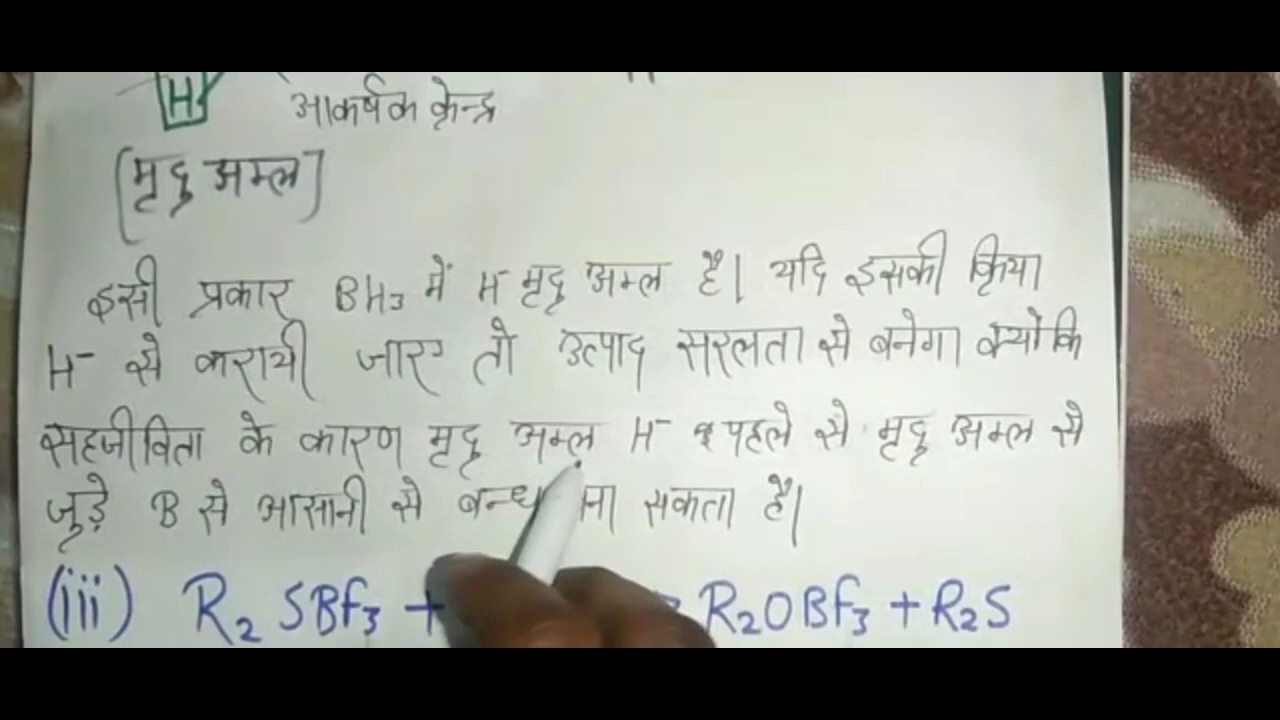 H
आकर्षक केन्द्र
[मृदु अम्ल]
इसी प्रकार BH₃ में H⁻ मृदु अम्ल है। यदि इसकी क्रिया
H⁻ से करायी जाए तो उत्पाद सरलता से बनेगा क्योंकि
सहजीविता के कारण मृदु अम्ल H⁻ पहले से मृदु अम्ल से
जुड़े B से आसानी से सकता है।
(iii) R₂SBf₃ + R₂OBf₃ + R₂S